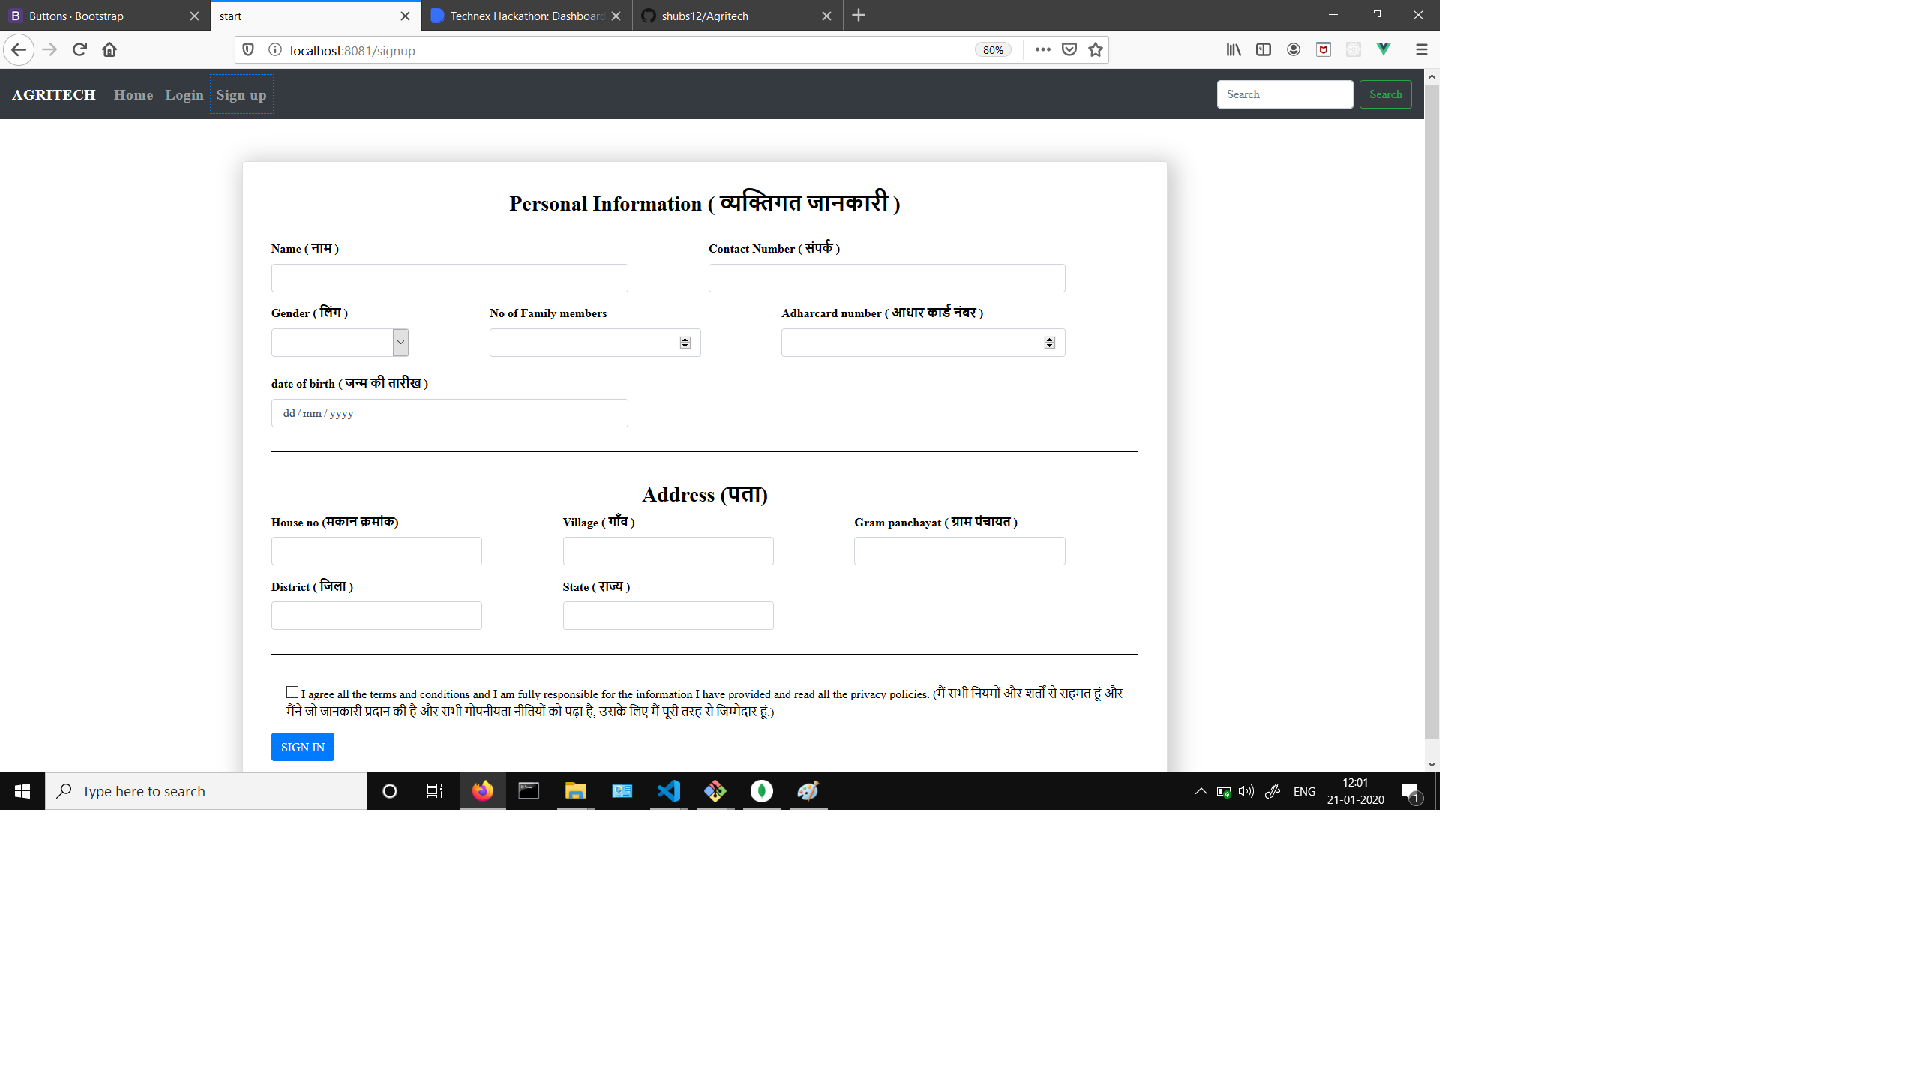 Buttons · Bootstrap
start
Technex Hackathon: Dashboard
shubs12/Agritech
localhost:8081/signup
80%
AGRITECH Home Login Sign up
Search Search
Personal Information ( व्यक्तिगत जानकारी )
Name ( नाम ) Contact Number ( संपर्क )
Gender ( लिंग ) No of Family members Adharcard number ( आधार कार्ड नंबर )
date of birth ( जन्म की तारीख )
dd / mm / yyyy
Address (पता)
House no (मकान क्रमांक) Village ( गाँव ) Gram panchayat ( ग्राम पंचायत )
District ( जिला ) State ( राज्य )
I agree all the terms and conditions and I am fully responsible for the information I have provided and read all the privacy policies. (मैं सभी नियमों और शर्तों से सहमत हूं और
मैंने जो जानकारी प्रदान की है और सभी गोपनीयता नीतियों को पढ़ा है, उसके लिए मैं पूरी तरह से जिम्मेदार हूं.)
SIGN IN
Type here to search
ENG
12:01
21-01-2020
1